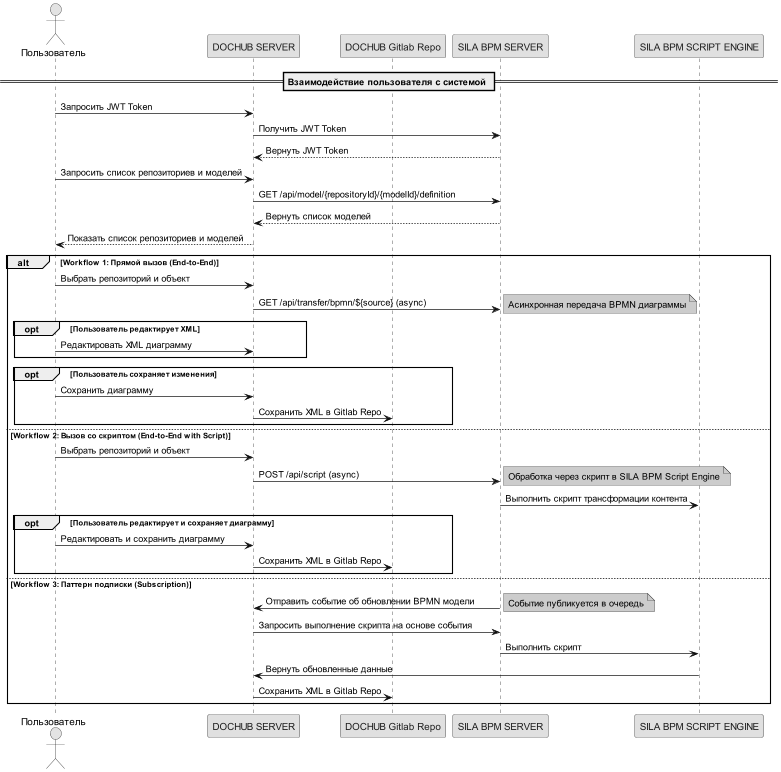 Пользователь
DOCHUB SERVER
DOCHUB Gitlab Repo
SILA BPM SERVER
SILA BPM SCRIPT ENGINE
Взаимодействие пользователя с системой
Запросить JWT Token
Получить JWT Token
Вернуть JWT Token
Запросить список репозиториев и моделей
GET /api/model/{repositoryId}/{modelId}/definition
Вернуть список моделей
Показать список репозиториев и моделей
alt
[Workflow 1: Прямой вызов (End-to-End)]
Выбрать репозиторий и объект
GET /api/transfer/bpmn/${source} (async)
Асинхронная передача BPMN диаграммы
opt
[Пользователь редактирует XML]
Редактировать XML диаграмму
opt
[Пользователь сохраняет изменения]
Сохранить диаграмму
Сохранить XML в Gitlab Repo
[Workflow 2: Вызов со скриптом (End-to-End with Script)]
Выбрать репозиторий и объект
POST /api/script (async)
Обработка через скрипт в SILA BPM Script Engine
Выполнить скрипт трансформации контента
opt
[Пользователь редактирует и сохраняет диаграмму]
Редактировать и сохранить диаграмму
Сохранить XML в Gitlab Repo
[Workflow 3: Паттерн подписки (Subscription)]
Отправить событие об обновлении BPMN модели
Событие публикуется в очередь
Запросить выполнение скрипта на основе события
Выполнить скрипт
Вернуть обновленные данные
Сохранить XML в Gitlab Repo
Пользователь
DOCHUB SERVER
DOCHUB Gitlab Repo
SILA BPM SERVER
SILA BPM SCRIPT ENGINE